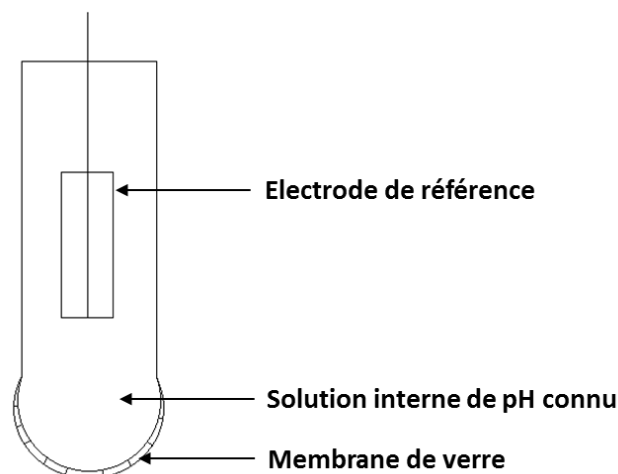 Electrode de référence
Solution interne de pH connu
Membrane de verre